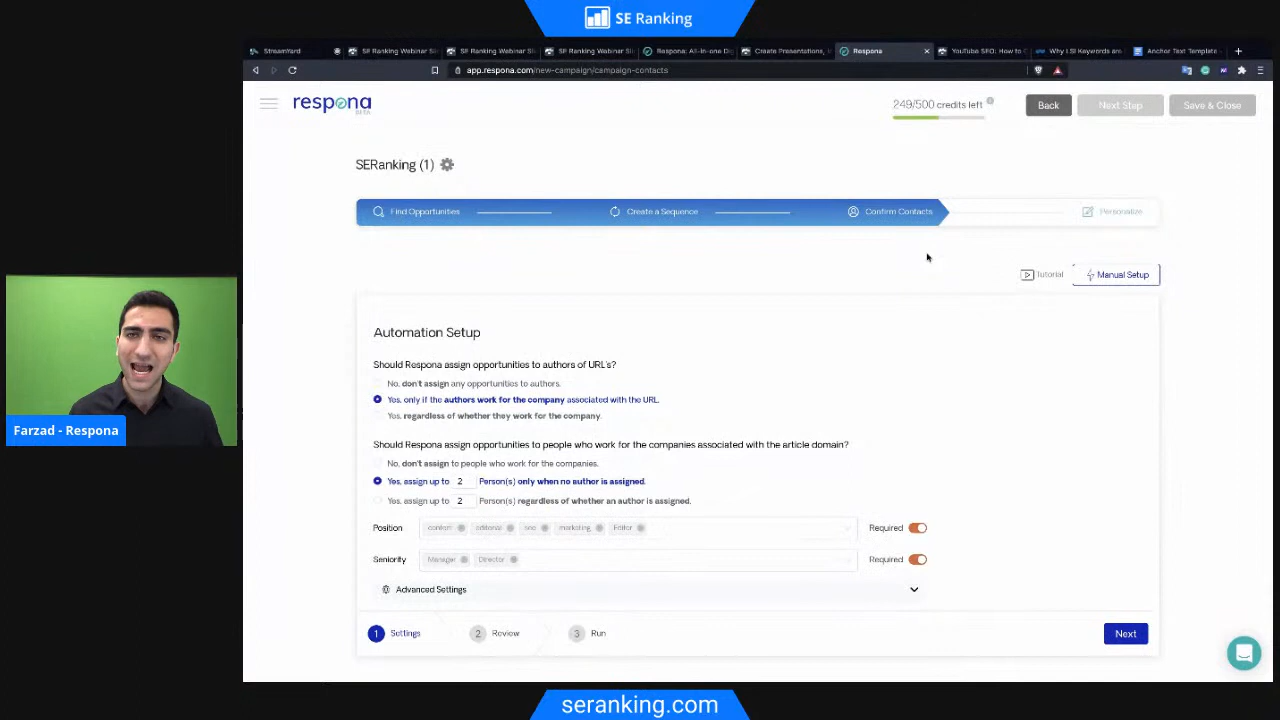 SE Ranking
StreamYard
SE Ranking Webinar Sli
SE Ranking Webinar Sli
SE Ranking Webinar Sli
Respona: All-in-one Di
Create Presentations, I
Respona
YouTube SEO: How to C
Why LSI Keywords are
Anchor Text Template
app.respona.com/new-campaign/campaign-contacts
respona
BETA
249/500 credits left
Back
Next Step
Save & Close
SERanking (1)
Find Opportunities
Create a Sequence
Confirm Contacts
Personalize
Tutorial
Manual Setup
Automation Setup
Should Respona assign opportunities to authors of URL's?
No, don't assign any opportunities to authors.
Yes, only if the authors work for the company associated with the URL.
Yes, regardless of whether they work for the company.
Should Respona assign opportunities to people who work for the companies associated with the article domain?
No, don't assign to people who work for the companies.
Yes, assign up to 2 Person(s) only when no author is assigned.
Yes, assign up to 2 Person(s) regardless of whether an author is assigned.
Position content editorial seo marketing Editor Required
Seniority Manager Director Required
Advanced Settings
1 Settings 2 Review 3 Run Next
Farzad - Respona
seranking.com